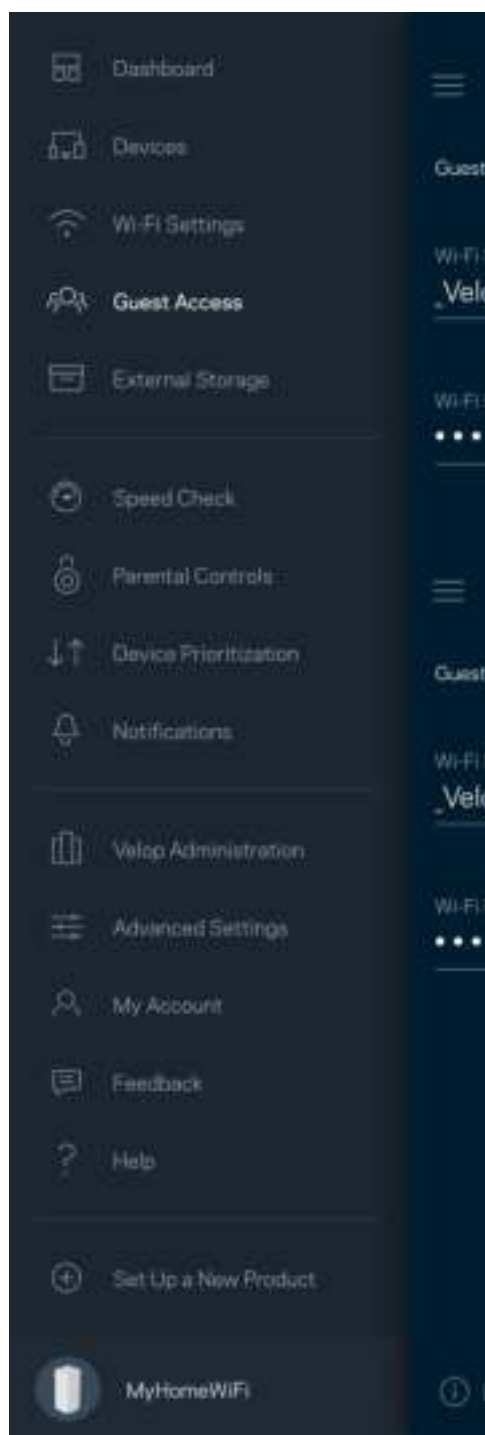 Dashboard
Devices
Wi-Fi Settings
Guest Access
External Storage
Speed Check
Parental Controls
Device Prioritization
Notifications
Velop Administration
Advanced Settings
My Account
Feedback
Help
Set Up a New Product
MyHomeWiFi
Guest
Wi-Fi
_Velo
Wi-Fi
•••
Guest
Wi-Fi
_Velo
Wi-Fi
•••